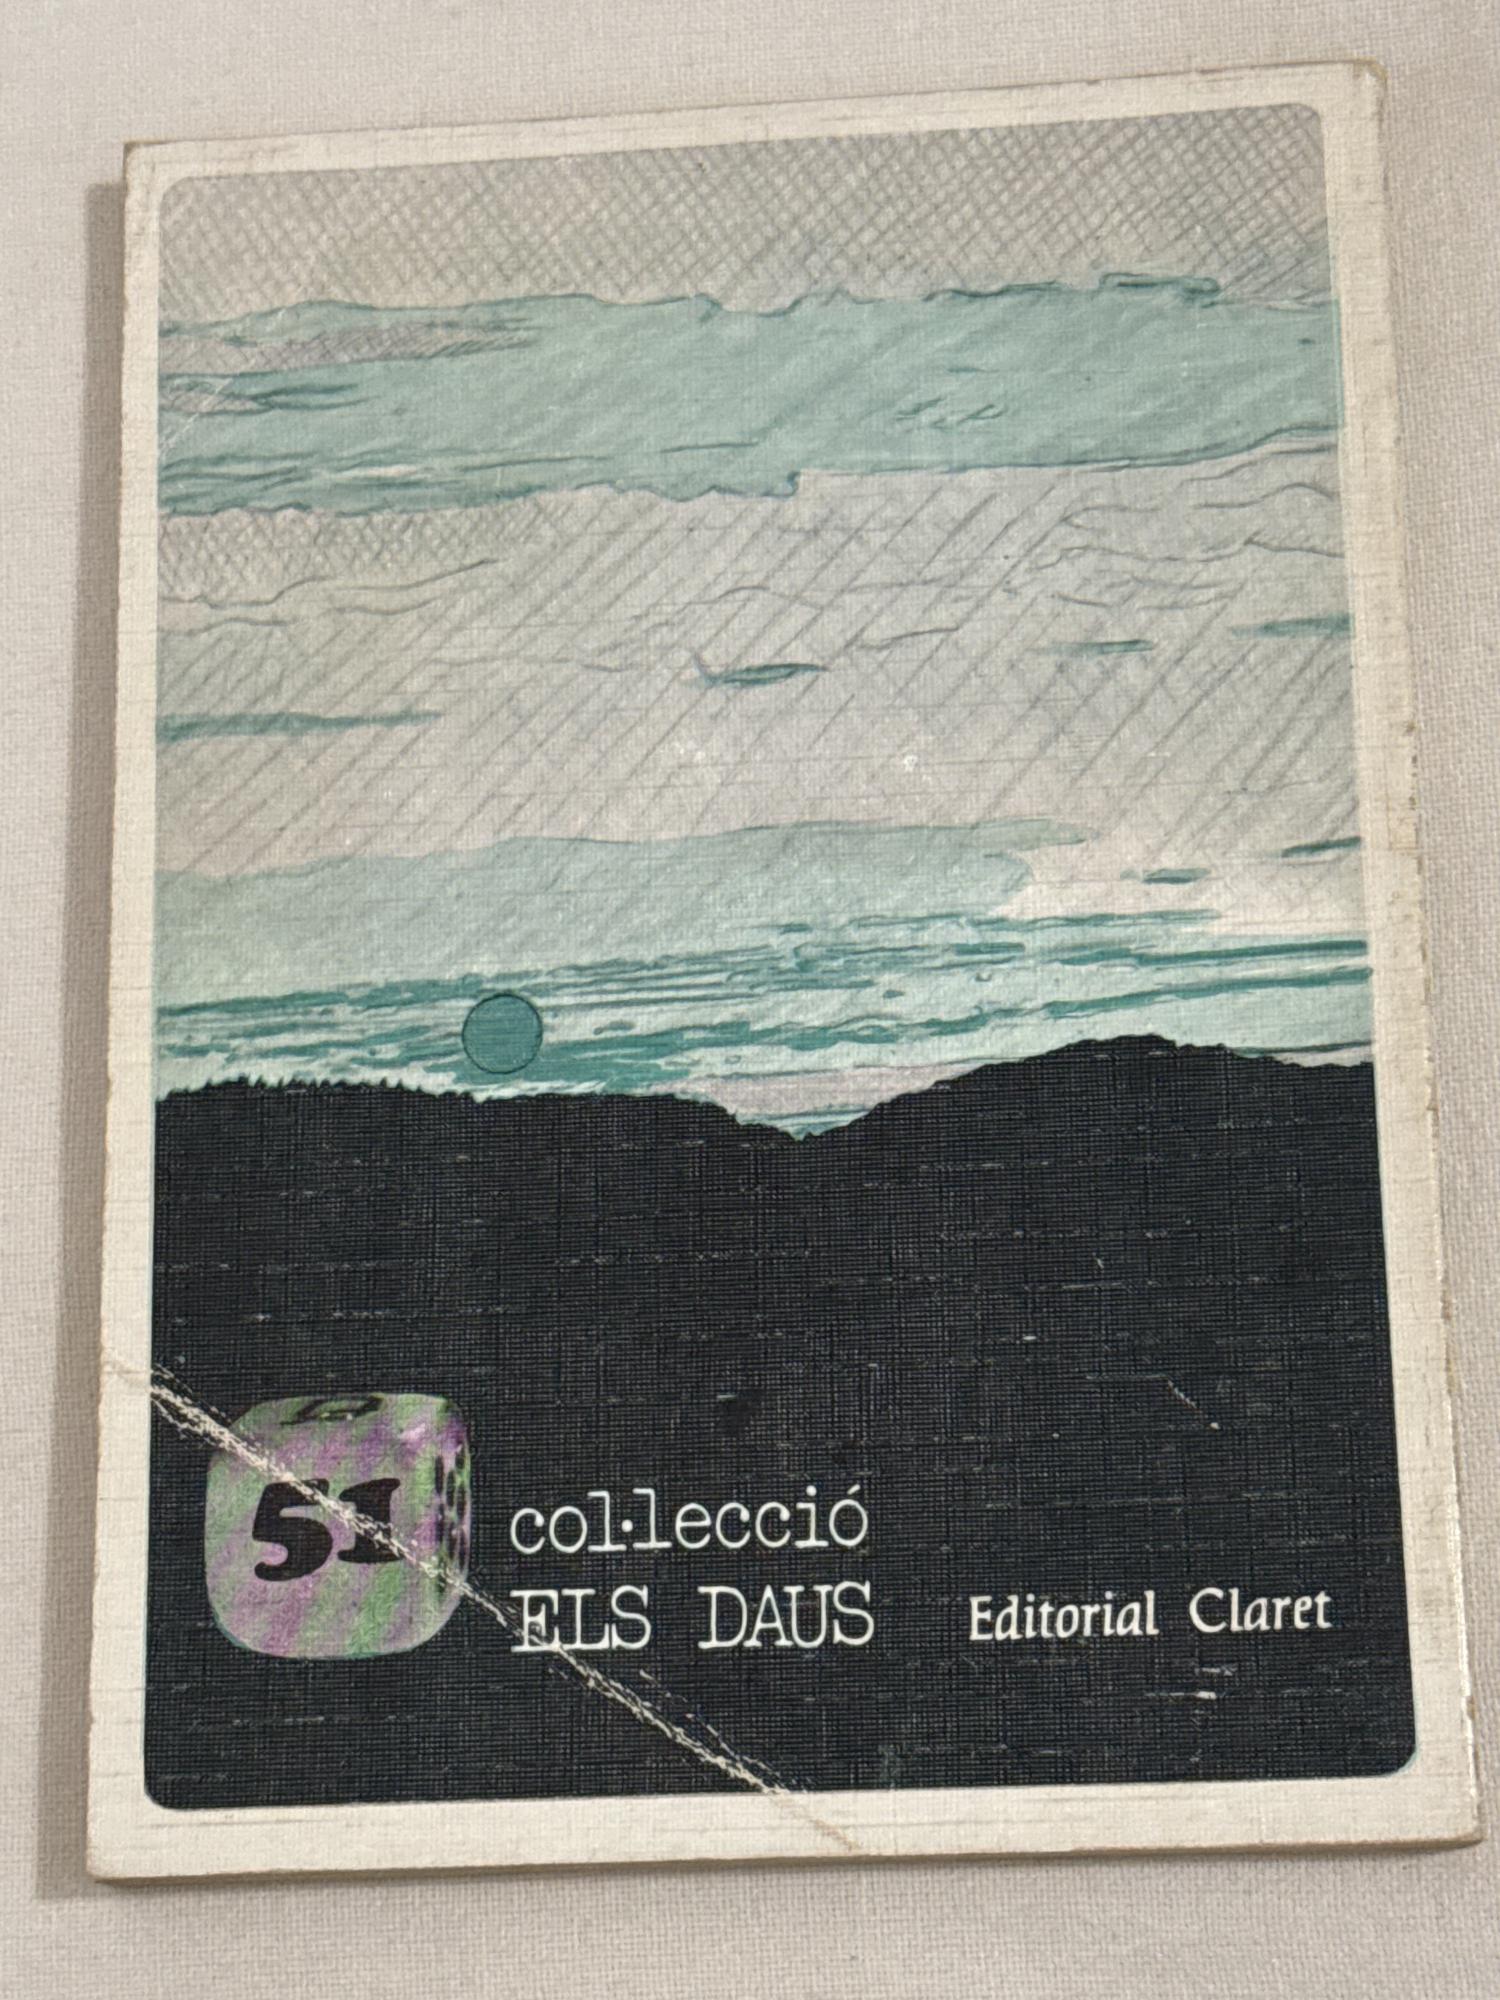 51
col·lecció
ELS DAUS
Editorial Claret